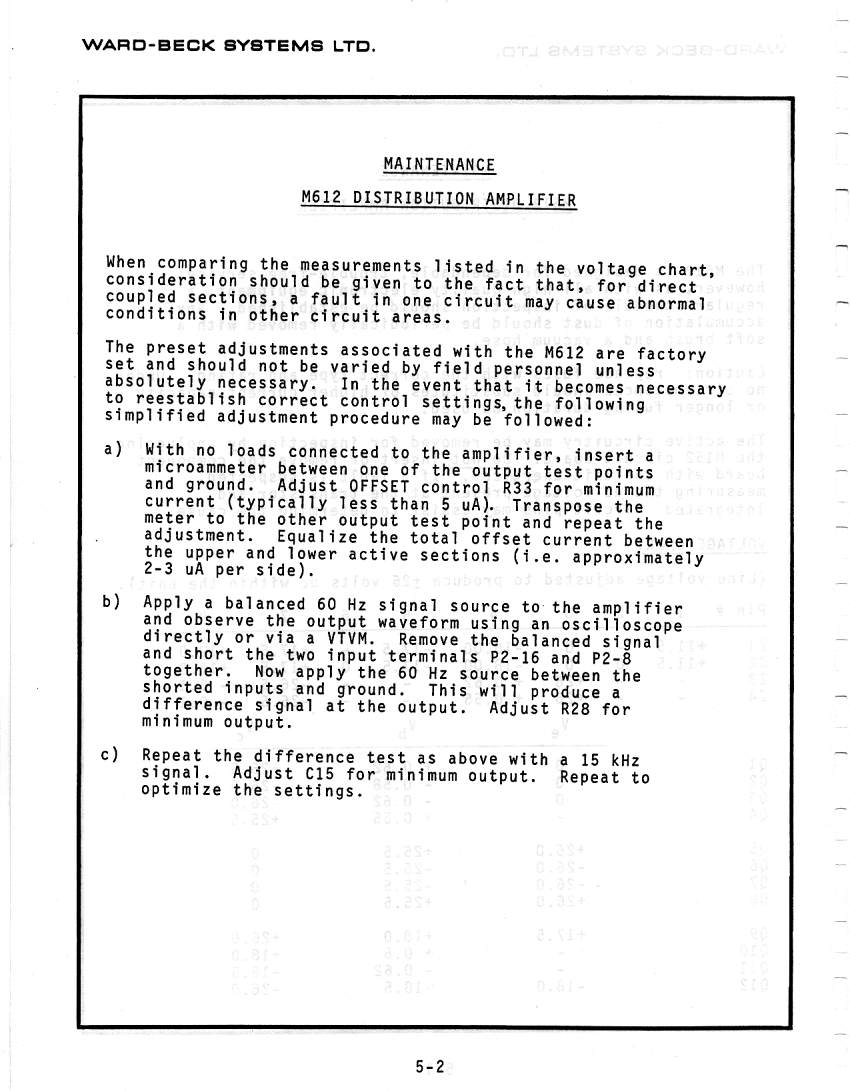 WARD-BECK SYSTEMS LTD.
MAINTENANCE
M612 DISTRIBUTION AMPLIFIER
When comparing the measurements listed in the voltage chart,
consideration should be given to the fact that, for direct
coupled sections, a fault in one circuit may cause abnormal
conditions in other circuit areas.
The preset adjustments associated with the M612 are factory
set and should not be varied by field personnel unless
absolutely necessary. In the event that it becomes necessary
to reestablish correct control settings, the following
simplified adjustment procedure may be followed:
a) With no loads connected to the amplifier, insert a
microammeter between one of the output test points
and ground. Adjust OFFSET control R33 for minimum
current (typically less than 5 uA). Transpose the
meter to the other output test point and repeat the
adjustment. Equalize the total offset current between
the upper and lower active sections (i.e. approximately
2-3 uA per side).
b) Apply a balanced 60 Hz signal source to the amplifier
and observe the output waveform using an oscilloscope
directly or via a VTVM. Remove the balanced signal
and short the two input terminals P2-16 and P2-8
together. Now apply the 60 Hz source between the
shorted inputs and ground. This will produce a
difference signal at the output. Adjust R28 for
minimum output.
c) Repeat the difference test as above with a 15 kHz
signal. Adjust C15 for minimum output. Repeat to
optimize the settings.
5-2